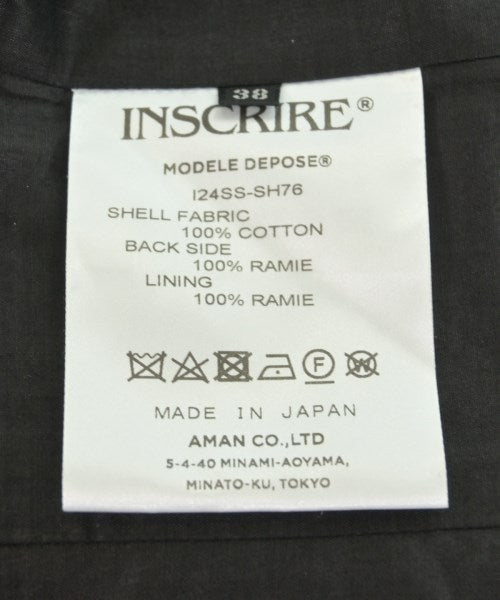 38
INSCRIRE®
MODELE DEPOSE®
I24SS-SH76
SHELL FABRIC
100% COTTON
BACK SIDE
100% RAMIE
LINING
100% RAMIE
F W
MADE IN JAPAN
AMAN CO.,LTD
5-4-40 MINAMI-AOYAMA,
MINATO-KU, TOKYO